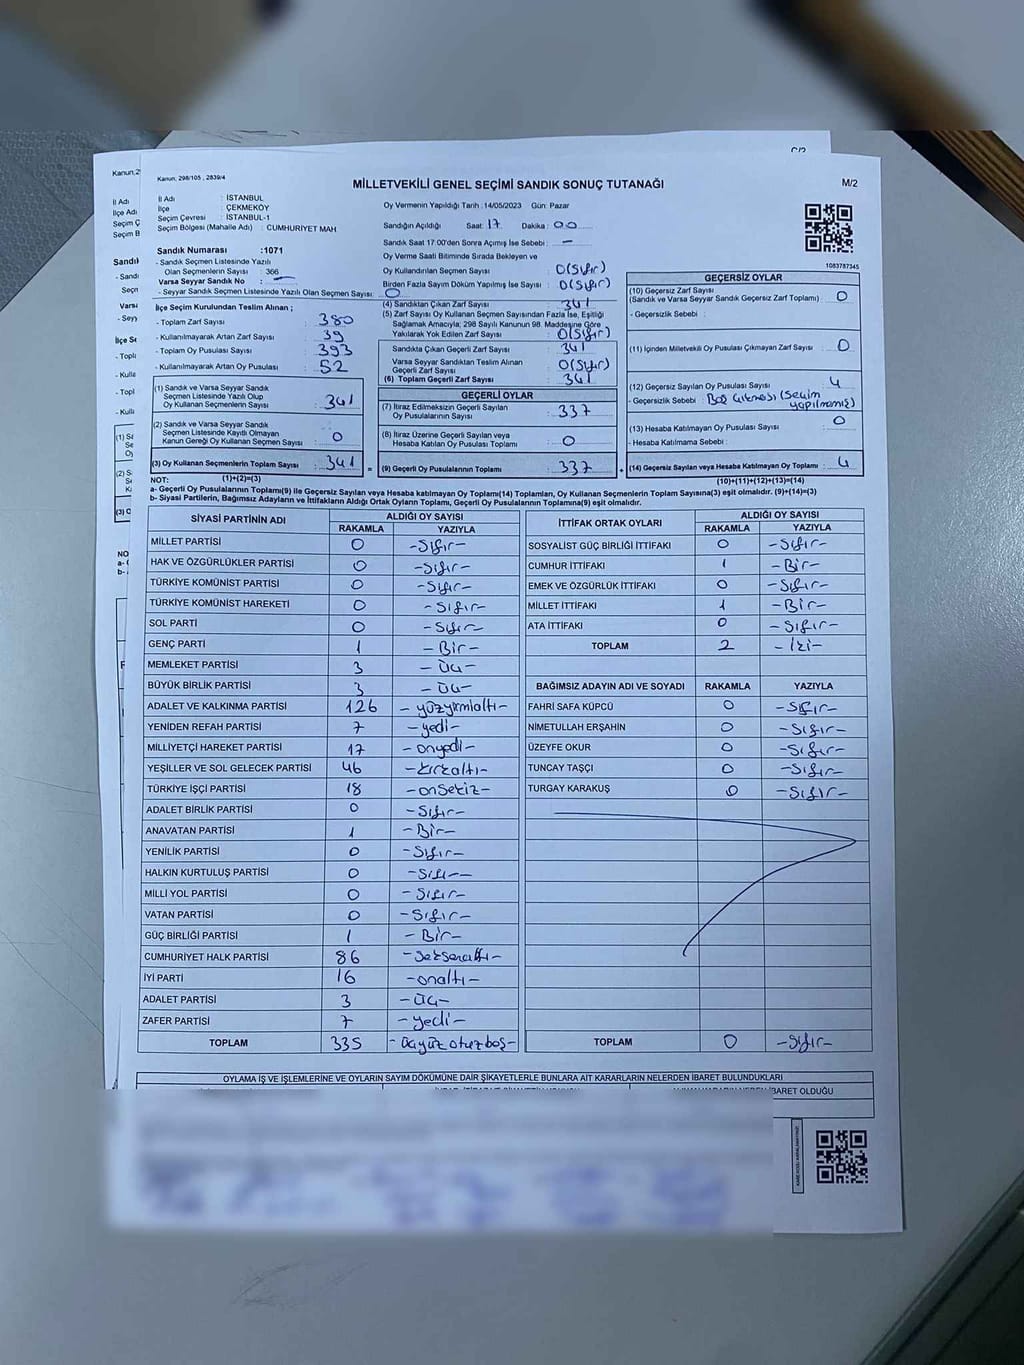 C/2
Kanun,2
İl Adı
İlçe Adı
Seçim Ç
Seçim B
Kanun, 298/105 , 2839/4
MİLLETVEKİLİ GENEL SEÇİMİ SANDIK SONUÇ TUTANAĞI
M/2
İl Adı : İSTANBUL
İlçe : ÇEKMEKÖY
Seçim Çevresi : İSTANBUL-1
Seçim Bölgesi (Mahalle Adı) : CUMHURİYET MAH
Sandık Numarası :1071
- Sandık Seçmen Listesinde Yazılı
Olan Seçmenlerin Sayısı : 366
Varsa Seyyar Sandık No : —
- Seyyar Sandık Seçmen Listesinde Yazılı Olan Seçmen Sayısı: 0
İlçe Seçim Kurulundan Teslim Alınan ;
- Toplam Zarf Sayısı : 380
- Kullanılmayarak Artan Zarf Sayısı : 39
- Toplam Oy Pusulası Sayısı : 393
- Kullanılmayarak Artan Oy Pusulası : 52
(1) Sandık ve Varsa Seyyar Sandık
Seçmen Listesinde Yazılı Olup
Oy Kullanan Seçmenlerin Sayısı : 341
(2) Sandık ve Varsa Seyyar Sandık
Seçmen Listesinde Kayıtlı Olmayan
Kanun Gereği Oy Kullanan Seçmen Sayısı : 0
(3) Oy Kullanan Seçmenlerin Toplam Sayısı : 341
Oy Vermenin Yapıldığı Tarih : 14/05/2023 Gün: Pazar
Sandığın Açıldığı Saat: 17 Dakika : 00
Sandık Saat 17.00'den Sonra Açılmış İse Sebebi : —
Oy Verme Saati Bitiminde Sırada Bekleyen ve
Oy Kullandırılan Seçmen Sayısı : 0(Sıfır)
Birden Fazla Sayım Döküm Yapılmış İse Sayısı : 0(Sıfır)
(4) Sandıktan Çıkan Zarf Sayısı : 341
(5) Zarf Sayısı Oy Kullanan Seçmen Sayısından Fazla İse, Eşitliği
Sağlamak Amacıyla; 298 Sayılı Kanunun 98. Maddesine Göre
Yakılarak Yok Edilen Zarf Sayısı : 0(Sıfır)
Sandıkta Çıkan Geçerli Zarf Sayısı : 341
Varsa Seyyar Sandıktan Teslim Alınan
Geçerli Zarf Sayısı : 0(Sıfır)
(6) Toplam Geçerli Zarf Sayısı : 341
GEÇERLİ OYLAR
(7) İtiraz Edilmeksizin Geçerli Sayılan
Oy Pusulalarının Sayısı : 337
(8) İtiraz Üzerine Geçerli Sayılan veya
Hesaba Katılan Oy Pusulası Toplamı : 0
= (9) Geçerli Oy Pusulalarının Toplamı : 337
1083787345
GEÇERSİZ OYLAR
(10) Geçersiz Zarf Sayısı
(Sandık ve Varsa Seyyar Sandık Geçersiz Zarf Toplamı) : 0
- Geçersizlik Sebebi :
(11) İçinden Milletvekili Oy Pusulası Çıkmayan Zarf Sayısı : 0
(12) Geçersiz Sayılan Oy Pusulası Sayısı : 4
- Geçersizlik Sebebi : Boş Çıkması (Seçim
yapılmamış)
(13) Hesaba Katılmayan Oy Pusulası Sayısı : 0
- Hesaba Katılmama Sebebi :
+ (14) Geçersiz Sayılan veya Hesaba Katılmayan Oy Toplamı : 4
NOT: (1)+(2)=(3) (10)+(11)+(12)+(13)=(14)
a- Geçerli Oy Pusulalarının Toplamı(9) ile Geçersiz Sayılan veya Hesaba katılmayan Oy Toplamı(14) Toplamları, Oy Kullanan Seçmenlerin Toplam Sayısına(3) eşit olmalıdır. (9)+(14)=(3)
b- Siyasi Partilerin, Bağımsız Adayların ve İttifakların Aldığı Ortak Oyların Toplamı, Geçerli Oy Pusulalarının Toplamına(9) eşit olmalıdır.
SİYASİ PARTİNİN ADI ALDIĞI OY SAYISI
RAKAMLA YAZIYLA
MİLLET PARTİSİ 0 -Sıfır-
HAK VE ÖZGÜRLÜKLER PARTİSİ 0 -Sıfır-
TÜRKİYE KOMÜNİST PARTİSİ 0 -Sıfır-
TÜRKİYE KOMÜNİST HAREKETİ 0 -Sıfır-
SOL PARTİ 0 -Sıfır-
GENÇ PARTİ 1 -Bir-
MEMLEKET PARTİSİ 3 -Üç-
BÜYÜK BİRLİK PARTİSİ 3 -Üç-
ADALET VE KALKINMA PARTİSİ 126 -yüzyirmialtı-
YENİDEN REFAH PARTİSİ 7 -yedi-
MİLLİYETÇİ HAREKET PARTİSİ 17 -onyedi-
YEŞİLLER VE SOL GELECEK PARTİSİ 46 -kırkaltı-
TÜRKİYE İŞÇİ PARTİSİ 18 -onsekiz-
ADALET BİRLİK PARTİSİ 0 -Sıfır-
ANAVATAN PARTİSİ 1 -Bir-
YENİLİK PARTİSİ 0 -Sıfır-
HALKIN KURTULUŞ PARTİSİ 0 -Sıfır-
MİLLİ YOL PARTİSİ 0 -Sıfır-
VATAN PARTİSİ 0 -Sıfır-
GÜÇ BİRLİĞİ PARTİSİ 1 -Bir-
CUMHURİYET HALK PARTİSİ 86 -seksenaltı-
İYİ PARTİ 16 -onaltı-
ADALET PARTİSİ 3 -Üç-
ZAFER PARTİSİ 7 -yedi-
TOPLAM 335 -üçyüzotuzbeş-
İTTİFAK ORTAK OYLARI ALDIĞI OY SAYISI
RAKAMLA YAZIYLA
SOSYALİST GÜÇ BİRLİĞİ İTTİFAKI 0 -Sıfır-
CUMHUR İTTİFAKI 1 -Bir-
EMEK VE ÖZGÜRLÜK İTTİFAKI 0 -Sıfır-
MİLLET İTTİFAKI 1 -Bir-
ATA İTTİFAKI 0 -Sıfır-
TOPLAM 2 -iki-
BAĞIMSIZ ADAYIN ADI VE SOYADI RAKAMLA YAZIYLA
FAHRİ SAFA KÜPCÜ 0 -Sıfır-
NİMETULLAH ERŞAHİN 0 -Sıfır-
ÜZEYFE OKUR 0 -Sıfır-
TUNCAY TAŞÇI 0 -Sıfır-
TURGAY KARAKUŞ 0 -Sıfır-
TOPLAM 0 -Sıfır-
OYLAMA İŞ VE İŞLEMLERİNE VE OYLARIN SAYIM DÖKÜMÜNE DAİR ŞİKAYETLERLE BUNLARA AİT KARARLARIN NELERDEN İBARET BULUNDUKLARI
İBARET OLDUĞU